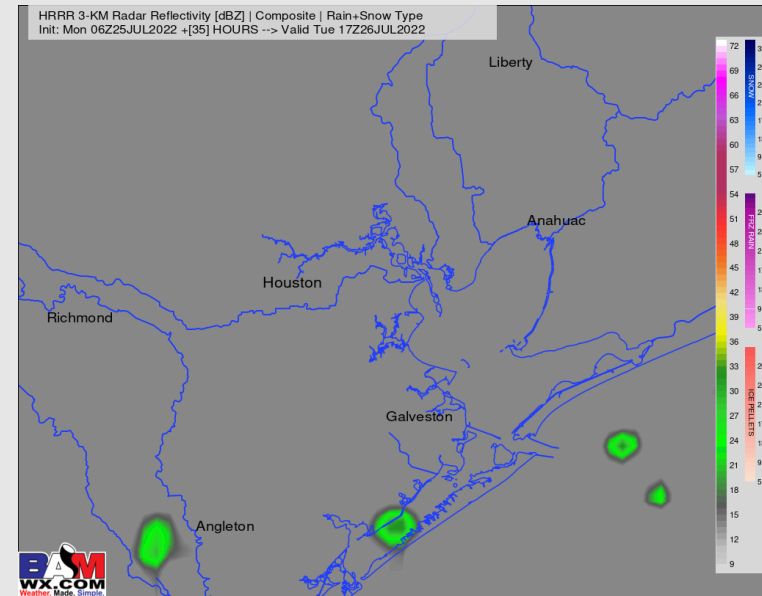 HRRR 3-KM Radar Reflectivity [dBZ] | Composite | Rain+Snow Type
Init: Mon 06Z25JUL2022 +[35] HOURS --> Valid Tue 17Z26JUL2022
Liberty
Anahuac
Houston
Richmond
Galveston
Angleton
72
69
66
63
60
57
54
51
48
45
42
39
36
33
30
27
24
21
18
15
12
9
SNOW
FRZ RAIN
ICE PELLETS
BAM
WX.COM
Weather. Made. Simple.